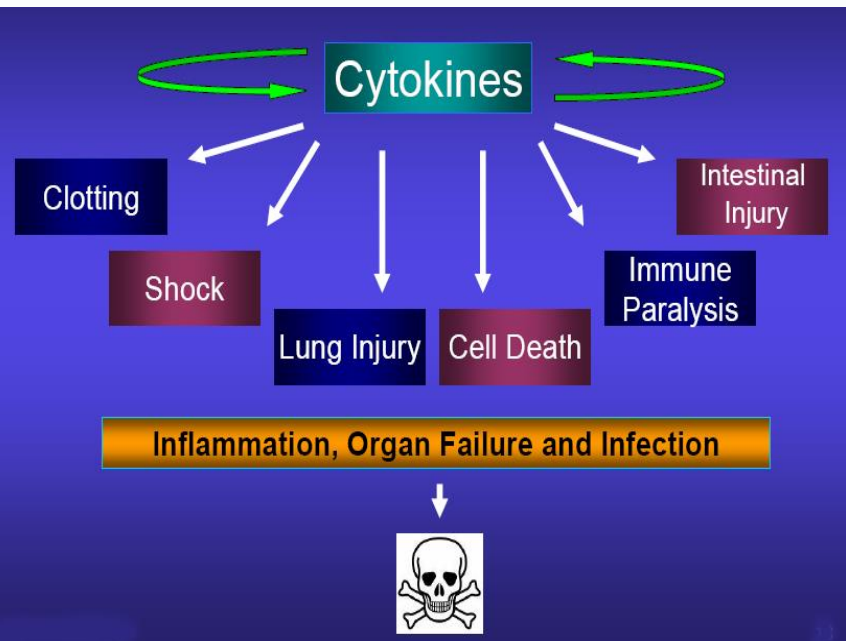 Cytokines
Clotting
Shock
Lung Injury
Cell Death
Immune
Paralysis
Intestinal
Injury
Inflammation, Organ Failure and Infection